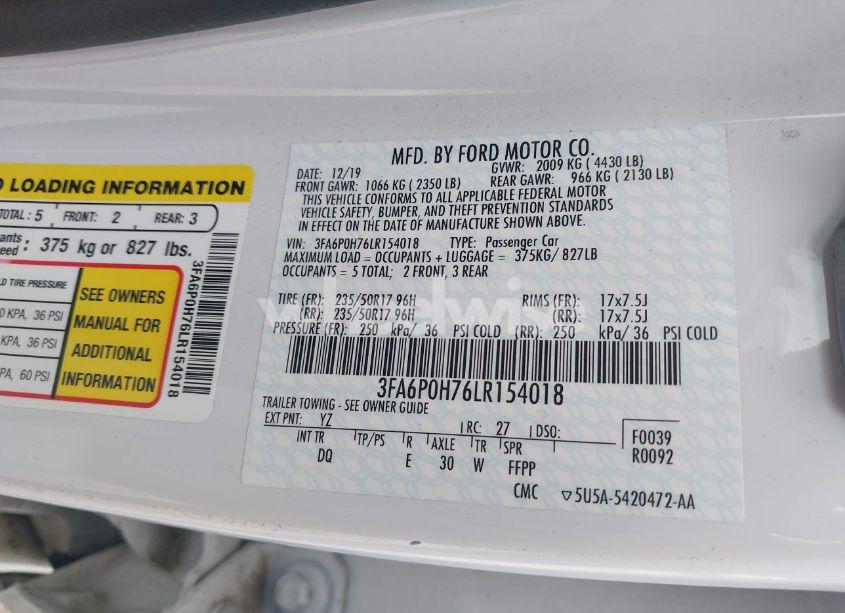 LOADING INFORMATION
TOTAL: 5 FRONT: 2 REAR: 3
375 kg or 827 lbs.
TIRE PRESSURE
KPA, 36 PSI
KPA, 36 PSI
KPA, 60 PSI
SEE OWNERS
MANUAL FOR
ADDITIONAL
INFORMATION
3FA6P0H76LR154018
MFD. BY FORD MOTOR CO.
DATE: 12/19 GVWR: 2009 KG ( 4430 LB)
FRONT GAWR: 1066 KG ( 2350 LB) REAR GAWR: 966 KG ( 2130 LB)
THIS VEHICLE CONFORMS TO ALL APPLICABLE FEDERAL MOTOR
VEHICLE SAFETY, BUMPER, AND THEFT PREVENTION STANDARDS
IN EFFECT ON THE DATE OF MANUFACTURE SHOWN ABOVE.
VIN: 3FA6P0H76LR154018 TYPE: Passenger Car
MAXIMUM LOAD = OCCUPANTS + LUGGAGE = 375KG/ 827LB
OCCUPANTS = 5 TOTAL; 2 FRONT, 3 REAR
TIRE (FR): 235/50R17 96H RIMS (FR): 17x7.5J
(RR): 235/50R17 96H (RR): 17x7.5J
PRESSURE (FR): 250 kPa/ 36 PSI COLD (RR): 250 kPa/ 36 PSI COLD
3FA6P0H76LR154018
TRAILER TOWING - SEE OWNER GUIDE
EXT PNT: YZ RC: 27 DSO:
F0039
R0092
INT TR TP/PS R AXLE TR SPR
DQ E 30 W FFPP
CMC ▽5U5A-5420472-AA